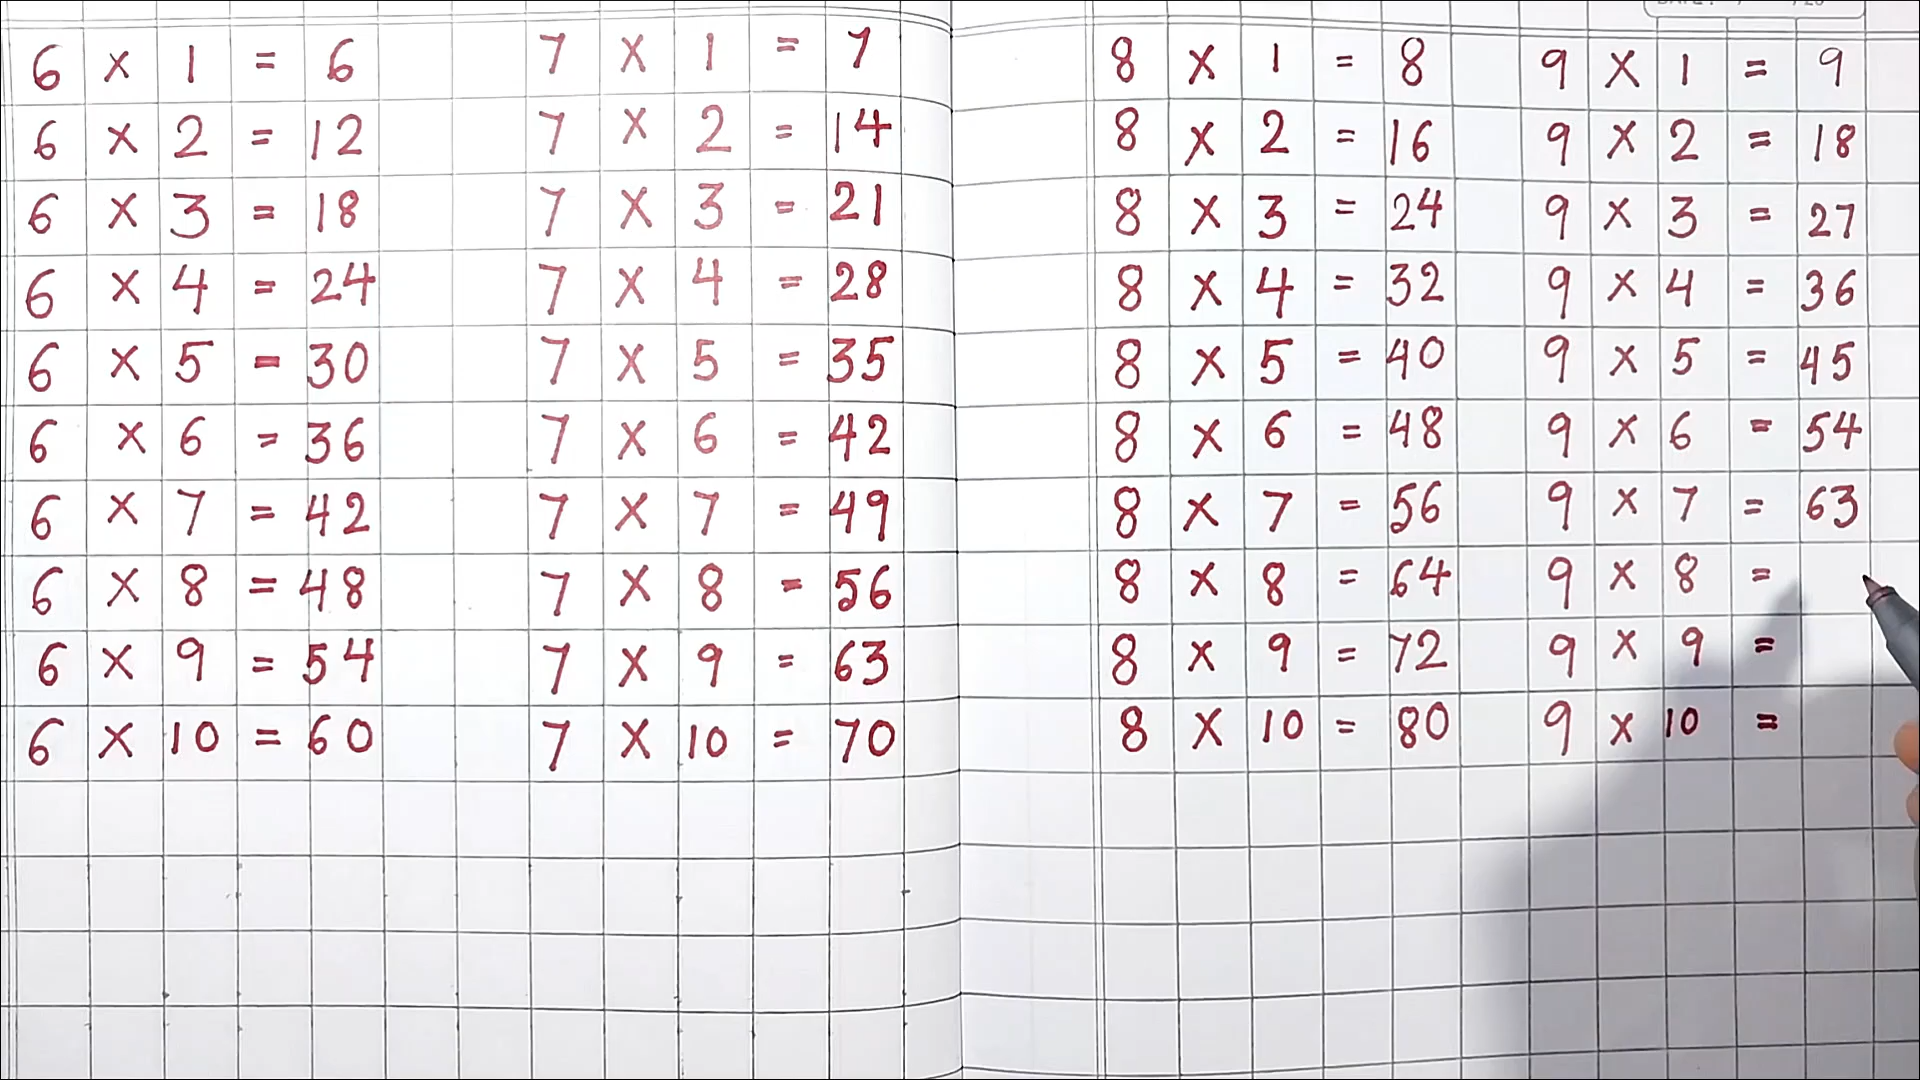 6 × 1 = 6
6 × 2 = 12
6 × 3 = 18
6 × 4 = 24
6 × 5 = 30
6 × 6 = 36
6 × 7 = 42
6 × 8 = 48
6 × 9 = 54
6 × 10 = 60
7 × 1 = 7
7 × 2 = 14
7 × 3 = 21
7 × 4 = 28
7 × 5 = 35
7 × 6 = 42
7 × 7 = 49
7 × 8 = 56
7 × 9 = 63
7 × 10 = 70
8 × 1 = 8
8 × 2 = 16
8 × 3 = 24
8 × 4 = 32
8 × 5 = 40
8 × 6 = 48
8 × 7 = 56
8 × 8 = 64
8 × 9 = 72
8 × 10 = 80
9 × 1 = 9
9 × 2 = 18
9 × 3 = 27
9 × 4 = 36
9 × 5 = 45
9 × 6 = 54
9 × 7 = 63
9 × 8 =
9 × 9 =
9 × 10 =